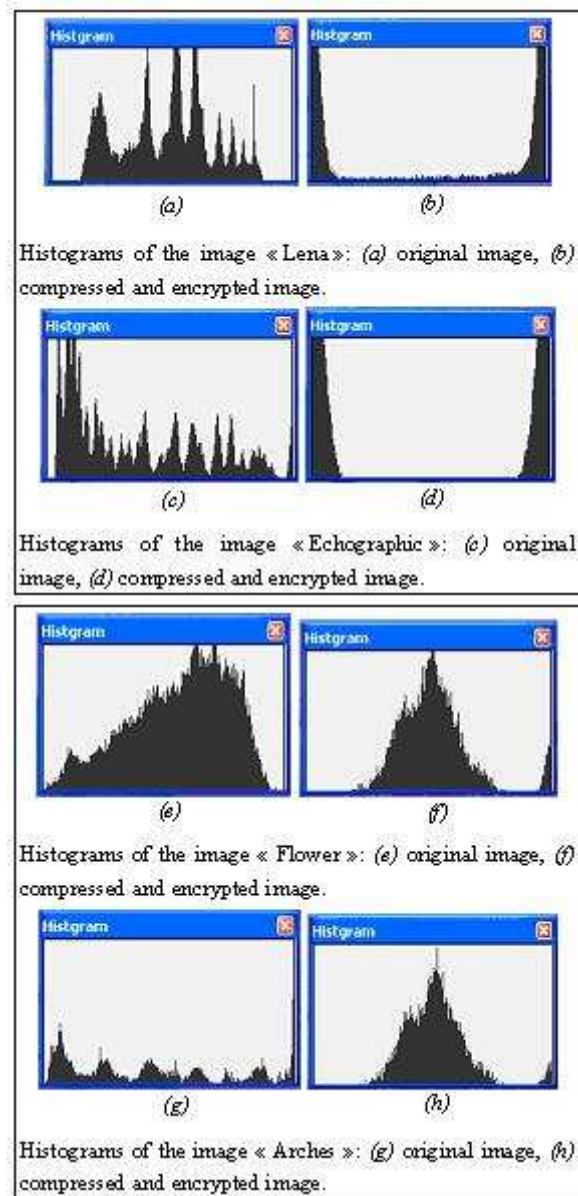 Histgram Histgram
(a) (b)
Histograms of the image «Lena»: (a) original image, (b)
compressed and encrypted image.
Histgram Histgram
(c) (d)
Histograms of the image «Echographic»: (c) original
image, (d) compressed and encrypted image.
Histgram Histgram
(e) (f)
Histograms of the image « Flower »: (e) original image, (f)
compressed and encrypted image.
Histgram Histgram
(g) (h)
Histograms of the image « Arches »: (g) original image, (h)
compressed and encrypted image.